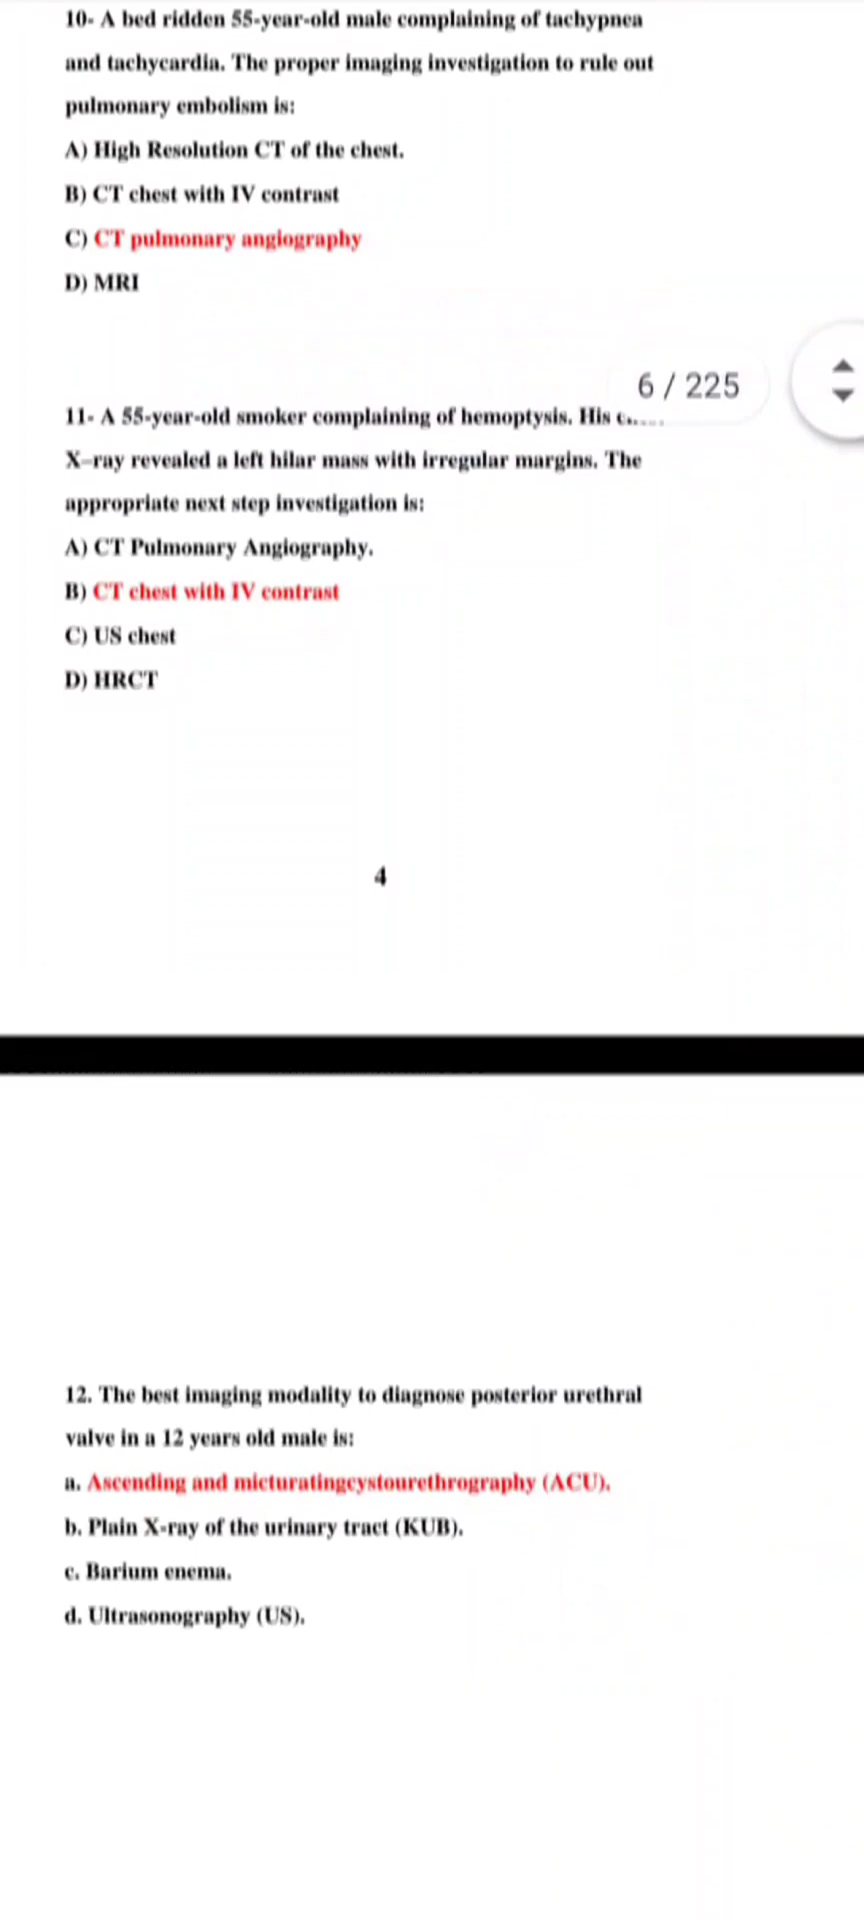 10- A bed ridden 55-year-old male complaining of tachypnea
and tachycardia. The proper imaging investigation to rule out
pulmonary embolism is:
A) High Resolution CT of the chest.
B) CT chest with IV contrast
C) CT pulmonary angiography
D) MRI
6 / 225
11- A 55-year-old smoker complaining of hemoptysis. His
X-ray revealed a left hilar mass with irregular margins. The
appropriate next step investigation is:
A) CT Pulmonary Angiography.
B) CT chest with IV contrast
C) US chest
D) HRCT
4
12. The best imaging modality to diagnose posterior urethral
valve in a 12 years old male is:
a. Ascending and micturatingcystourethrography (ACU).
b. Plain X-ray of the urinary tract (KUB).
c. Barium enema.
d. Ultrasonography (US).